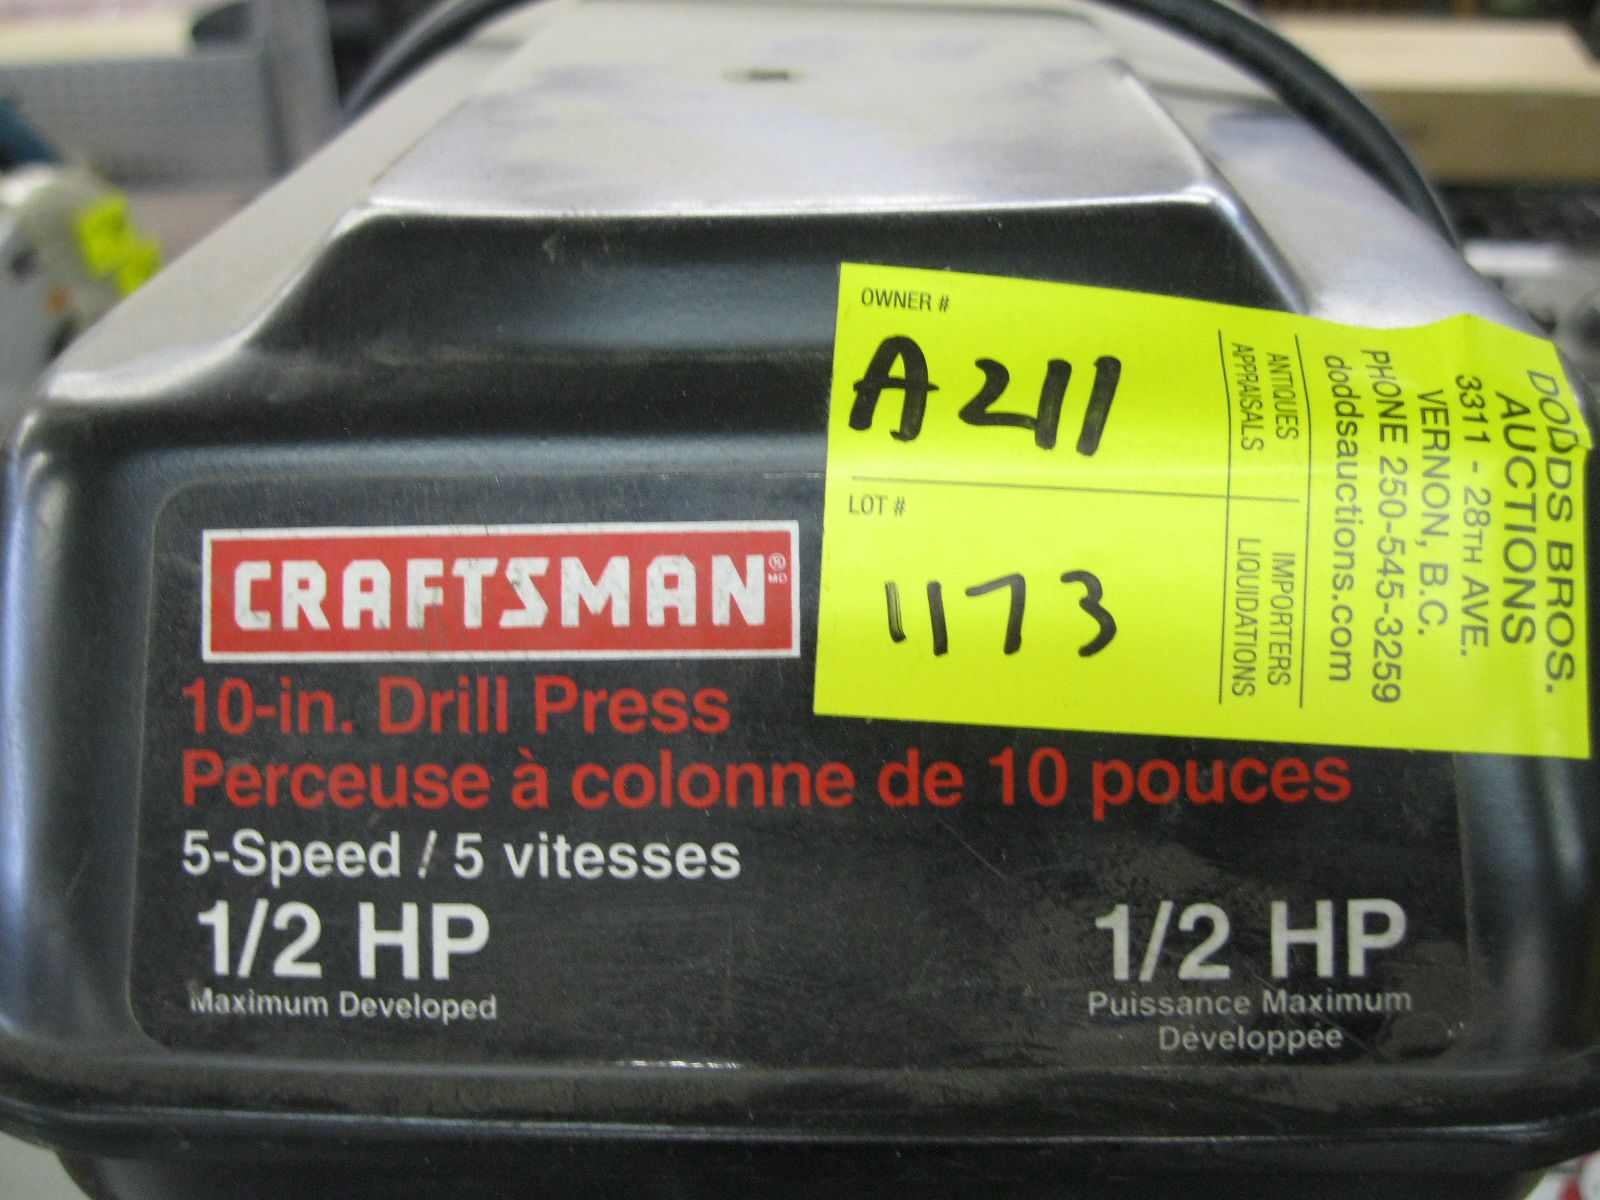 OWNER #
A211
LOT #
1173
ANTIQUES
APPRAISALS
IMPORTERS
LIQUIDATIONS
DODDS BROS.
AUCTIONS
3311 - 28TH AVE.
VERNON, B.C.
PHONE 250-545-3259
doddsauctions.com
CRAFTSMAN® MD
10-in. Drill Press
Perceuse à colonne de 10 pouces
5-Speed / 5 vitesses
1/2 HP
Maximum Developed
1/2 HP
Puissance Maximum
Développée